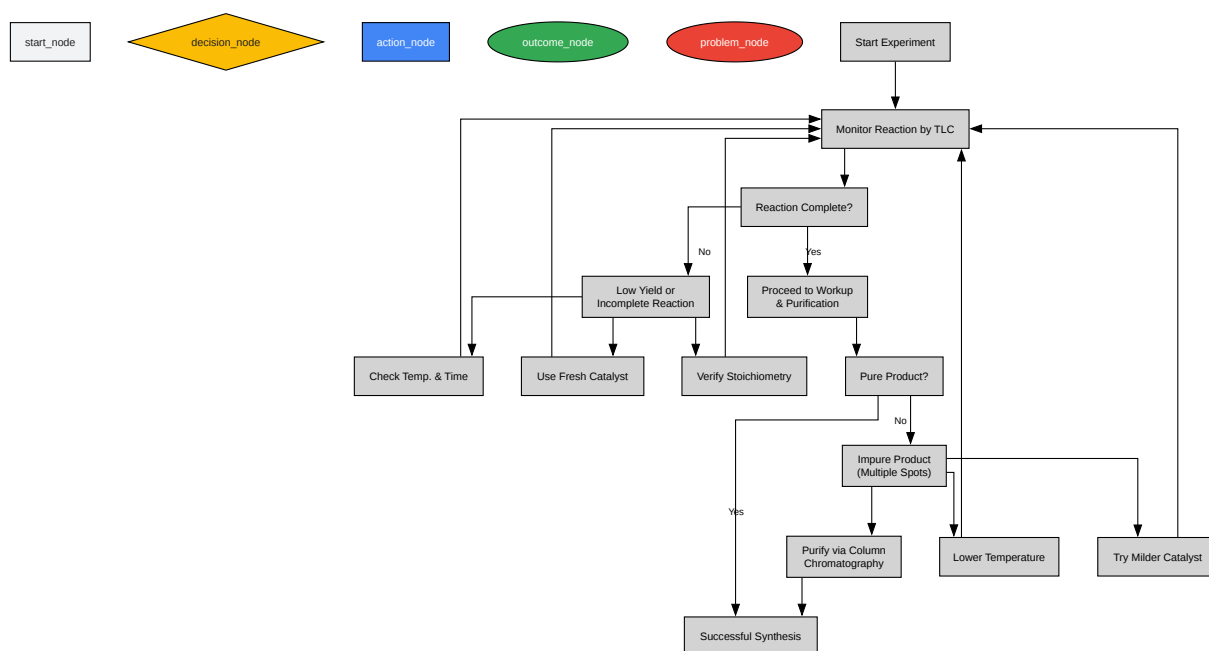 start_node
decision_node
action_node
outcome_node
problem_node
Start Experiment
Monitor Reaction by TLC
Reaction Complete?
No
Yes
Low Yield or
Incomplete Reaction
Proceed to Workup
& Purification
Check Temp. & Time
Use Fresh Catalyst
Verify Stoichiometry
Pure Product?
No
Impure Product
(Multiple Spots)
Yes
Purify via Column
Chromatography
Lower Temperature
Try Milder Catalyst
Successful Synthesis